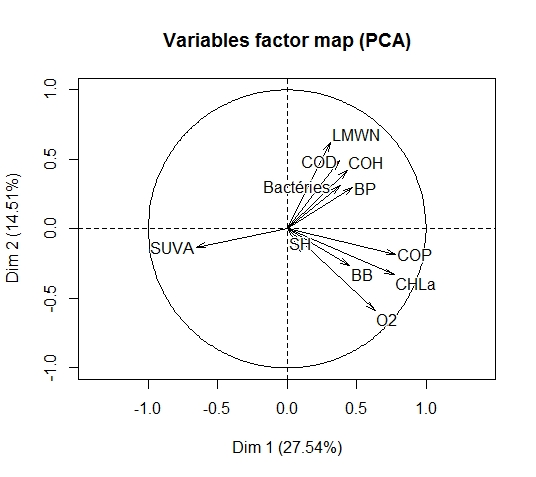 Variables factor map (PCA)
1.0
LMWN
COD COH
0.5
Bactéries BP
Dim 2 (14.51%)
0.0
SUVA SH COP
BB CHLa
-0.5
O2
-1.0
-1.0 -0.5 0.0 0.5 1.0
Dim 1 (27.54%)